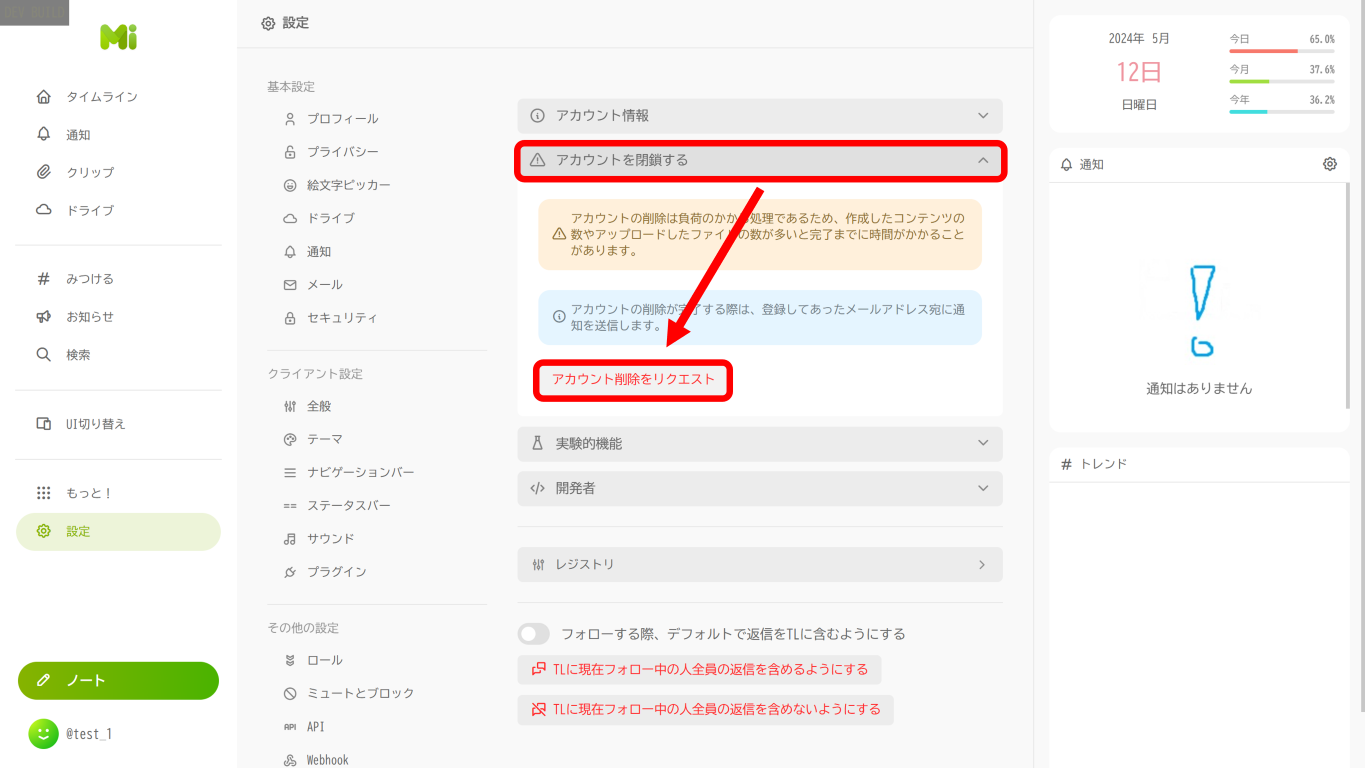 DEV BUILD
Mi
タイムライン
通知
クリップ
ドライブ
みつける
お知らせ
検索
UI切り替え
もっと！
設定
ノート
@test_1
設定
基本設定
プロフィール
プライバシー
絵文字ピッカー
ドライブ
通知
メール
セキュリティ
クライアント設定
全般
テーマ
ナビゲーションバー
ステータスバー
サウンド
プラグイン
その他の設定
ロール
ミュートとブロック
API
API
Webhook
アカウント情報
アカウントを閉鎖する
アカウントの削除は負荷のかかる処理であるため、作成したコンテンツの
数やアップロードしたファイルの数が多いと完了までに時間がかかること
があります。
アカウントの削除が完了する際は、登録してあったメールアドレス宛に通
知を送信します。
アカウント削除をリクエスト
実験的機能
開発者
レジストリ
フォローする際、デフォルトで返信をTLに含むようにする
TLに現在フォロー中の人全員の返信を含めるようにする
TLに現在フォロー中の人全員の返信を含めないようにする
2024年 5月
12日
日曜日
今日 65.0%
今月 37.6%
今年 36.2%
通知
通知はありません
トレンド